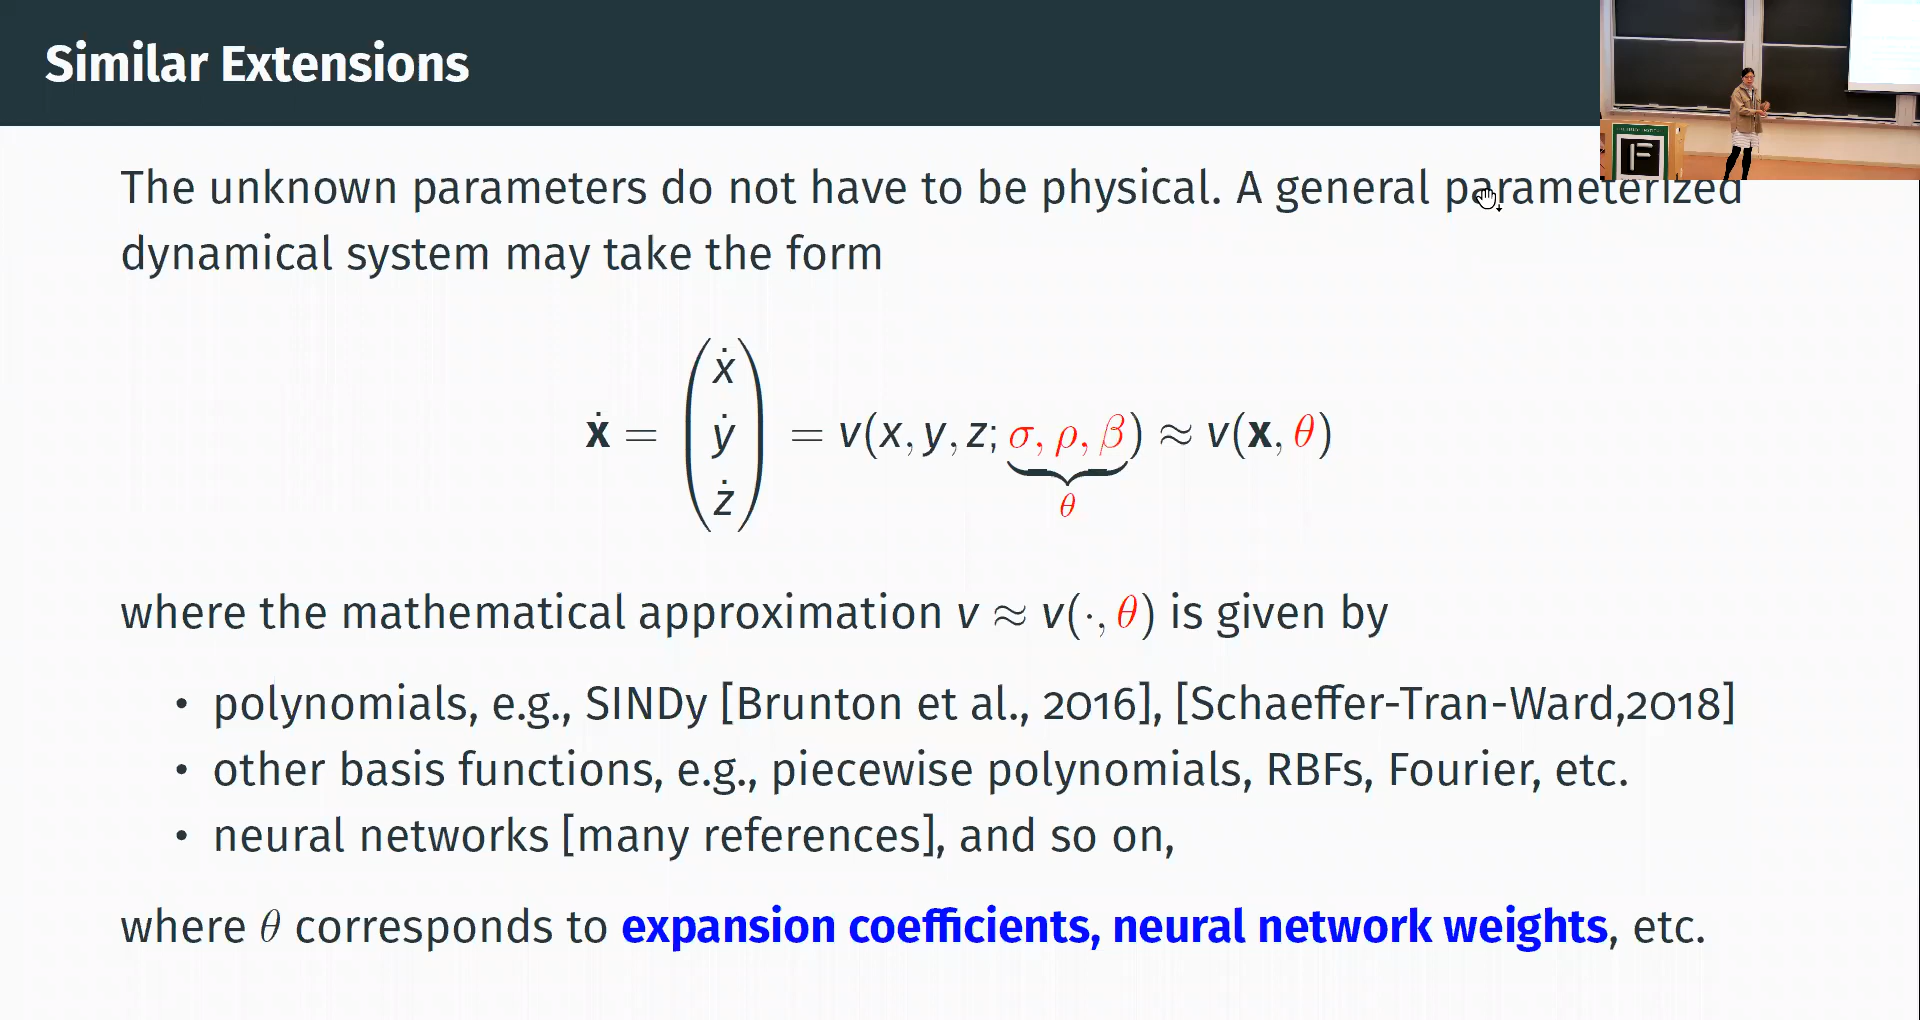 Similar Extensions
The unknown parameters do not have to be physical. A general parameterized
dynamical system may take the form
ẋ = (ẋ ẏ ż) = v(x, y, z; σ, ρ, β) ≈ v(x, θ)
θ
where the mathematical approximation v ≈ v(·, θ) is given by
• polynomials, e.g., SINDy [Brunton et al., 2016], [Schaeffer-Tran-Ward,2018]
• other basis functions, e.g., piecewise polynomials, RBFs, Fourier, etc.
• neural networks [many references], and so on,
where θ corresponds to expansion coefficients, neural network weights, etc.